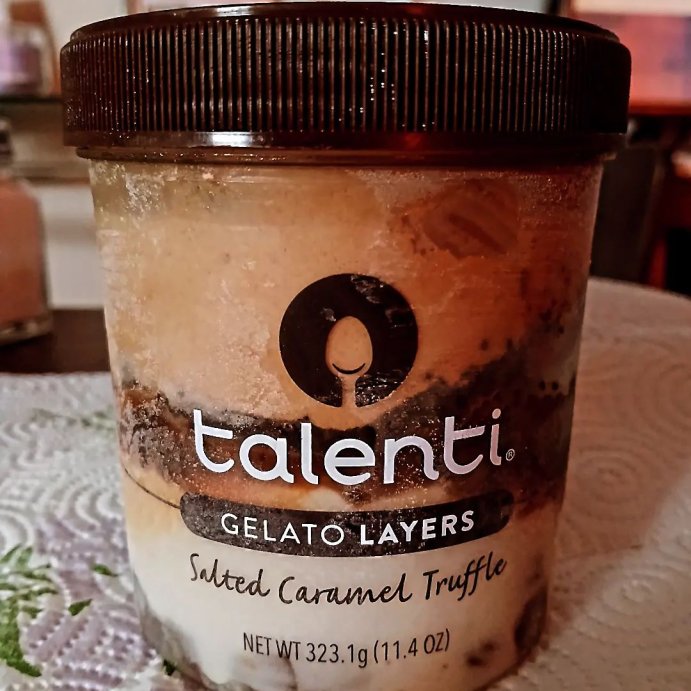 talenti®
GELATO LAYERS
Salted Caramel Truffle
NET WT 323.1g (11.4 OZ)